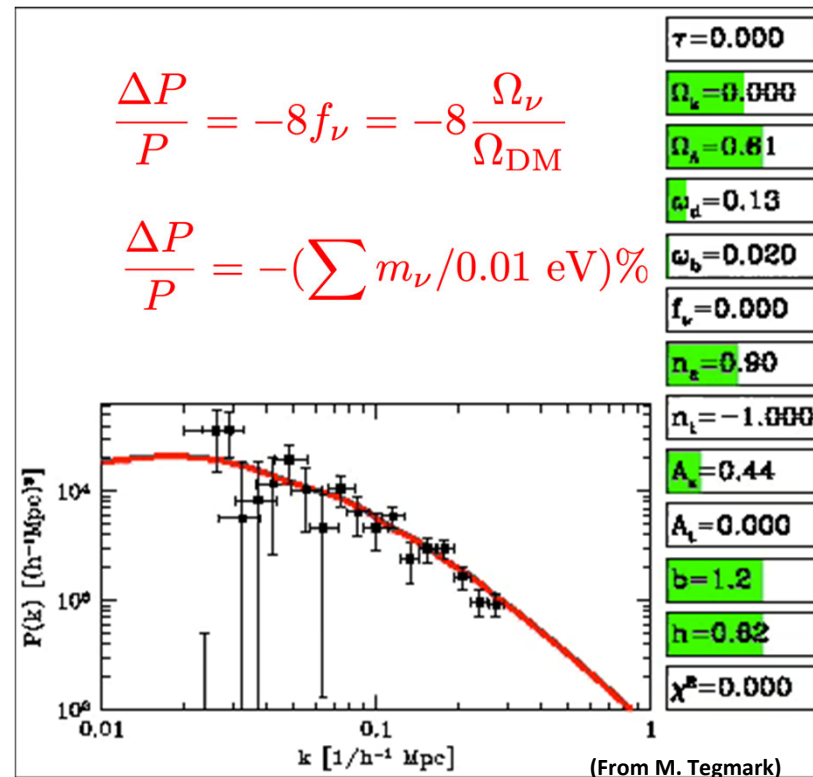 ΔP/P = −8f_ν = −8 Ω_ν/Ω_DM
ΔP/P = −(∑ m_ν/0.01 eV)%
τ=0.000
Ω_k=0.000
Ω_Λ=0.61
ω_d=0.13
ω_b=0.020
f_ν=0.000
n_s=0.90
n_t=−1.000
A_s=0.44
A_t=0.000
b=1.2
h=0.62
χ²=0.000
P(k) [(h⁻¹Mpc)³]
10⁴
0.01 0.1 1
k [1/h⁻¹ Mpc]
(From M. Tegmark)